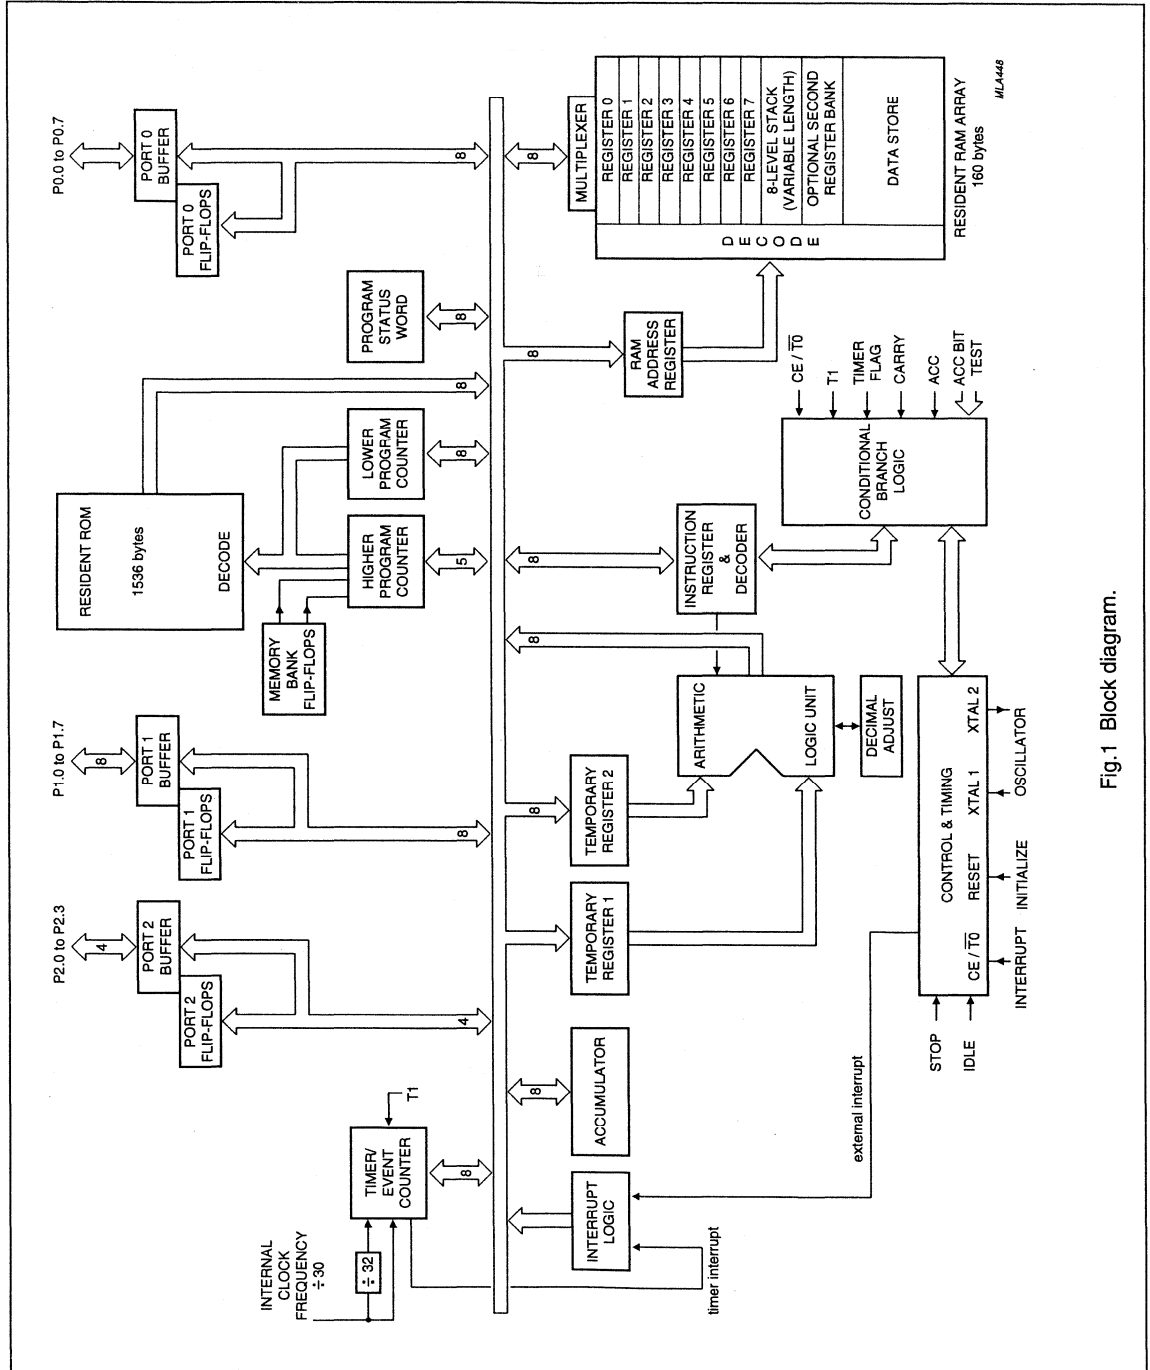 P2.0 to P2.3
4
PORT 2
BUFFER
PORT 2
FLIP-FLOPS
4
P1.0 to P1.7
8
PORT 1
BUFFER
PORT 1
FLIP-FLOPS
8
RESIDENT ROM
1536 bytes
DECODE
MEMORY
BANK
FLIP-FLOPS
HIGHER
PROGRAM
COUNTER
5
LOWER
PROGRAM
COUNTER
8
8
PROGRAM
STATUS
WORD
8
P0.0 to P0.7
PORT 0
BUFFER
PORT 0
FLIP-FLOPS
8
INTERNAL
CLOCK
FREQUENCY
÷ 30
÷ 32
TIMER/
EVENT
COUNTER
T1
8
timer interrupt
INTERRUPT
LOGIC
external interrupt
8
ACCUMULATOR
TEMPORARY
REGISTER 1
8
TEMPORARY
REGISTER 2
8
ARITHMETIC
LOGIC UNIT
DECIMAL
ADJUST
8
INSTRUCTION
REGISTER
&
DECODER
8
RAM
ADDRESS
REGISTER
8
MULTIPLEXER
REGISTER 0
REGISTER 1
REGISTER 2
REGISTER 3
REGISTER 4
REGISTER 5
REGISTER 6
REGISTER 7
8-LEVEL STACK
(VARIABLE LENGTH)
OPTIONAL SECOND
REGISTER BANK
DATA STORE
DECODE
RESIDENT RAM ARRAY
160 bytes
MLA448
CONDITIONAL
BRANCH
LOGIC
CE / T̅0̅
T1
TIMER
FLAG
CARRY
ACC
ACC BIT
TEST
STOP
IDLE
CONTROL & TIMING
CE / T̅0̅
RESET
XTAL 1
XTAL 2
INTERRUPT
INITIALIZE
OSCILLATOR
Fig.1 Block diagram.